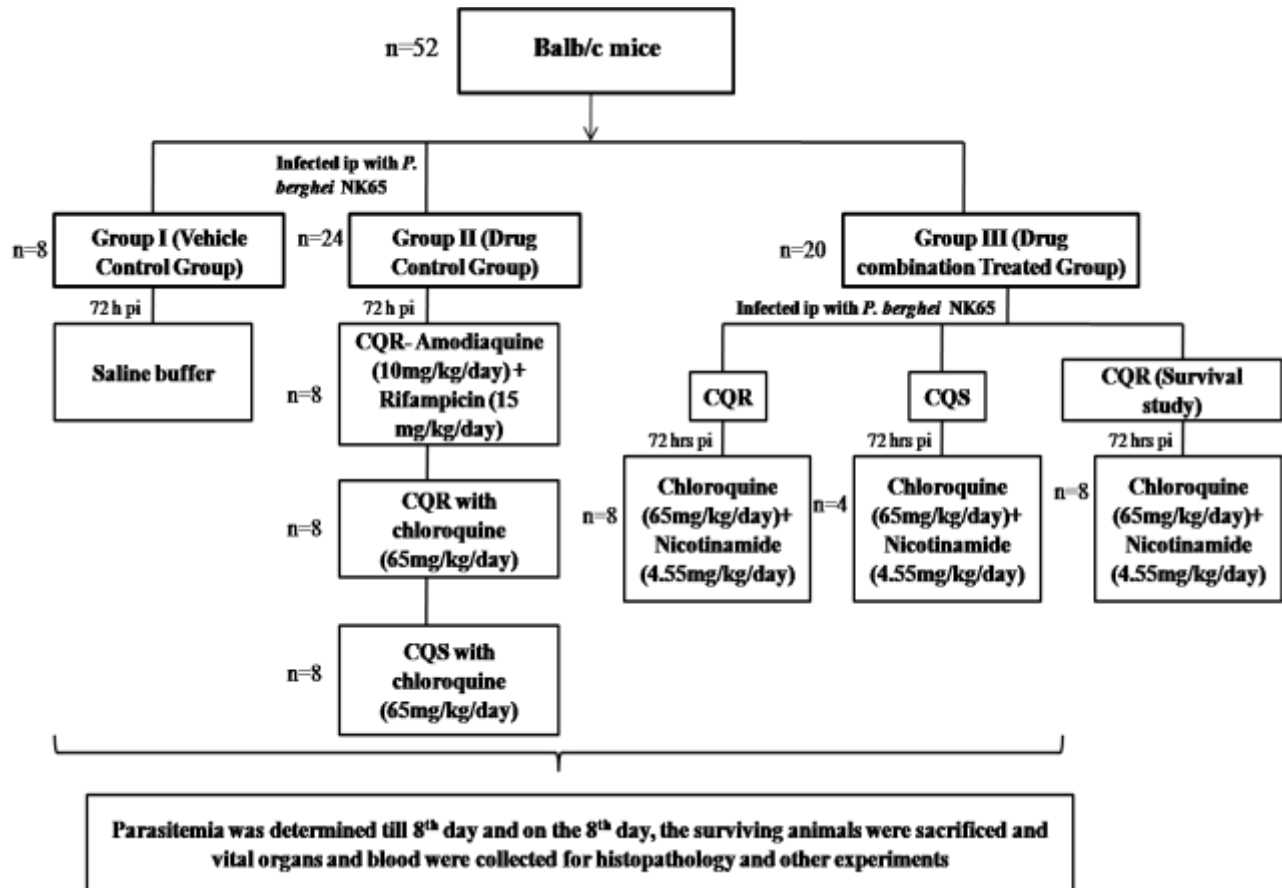 n=52
Balb/c mice
Infected ip with P.
berghei NK65
n=8
Group I (Vehicle
Control Group)
n=24
Group II (Drug
Control Group)
n=20
Group III (Drug
combination Treated Group)
72 h pi
Saline buffer
72 h pi
n=8
CQR- Amodiaquine
(10mg/kg/day) +
Rifampicin (15
mg/kg/day)
n=8
CQR with
chloroquine
(65mg/kg/day)
n=8
CQS with
chloroquine
(65mg/kg/day)
Infected ip with P. berghei NK65
CQR
72 hrs pi
n=8
Chloroquine
(65mg/kg/day)+
Nicotinamide
(4.55mg/kg/day)
CQS
72 hrs pi
n=4
Chloroquine
(65mg/kg/day)+
Nicotinamide
(4.55mg/kg/day)
CQR (Survival
study)
72 hrs pi
n=8
Chloroquine
(65mg/kg/day)+
Nicotinamide
(4.55mg/kg/day)
Parasitemia was determined till 8th day and on the 8th day, the surviving animals were sacrificed and
vital organs and blood were collected for histopathology and other experiments